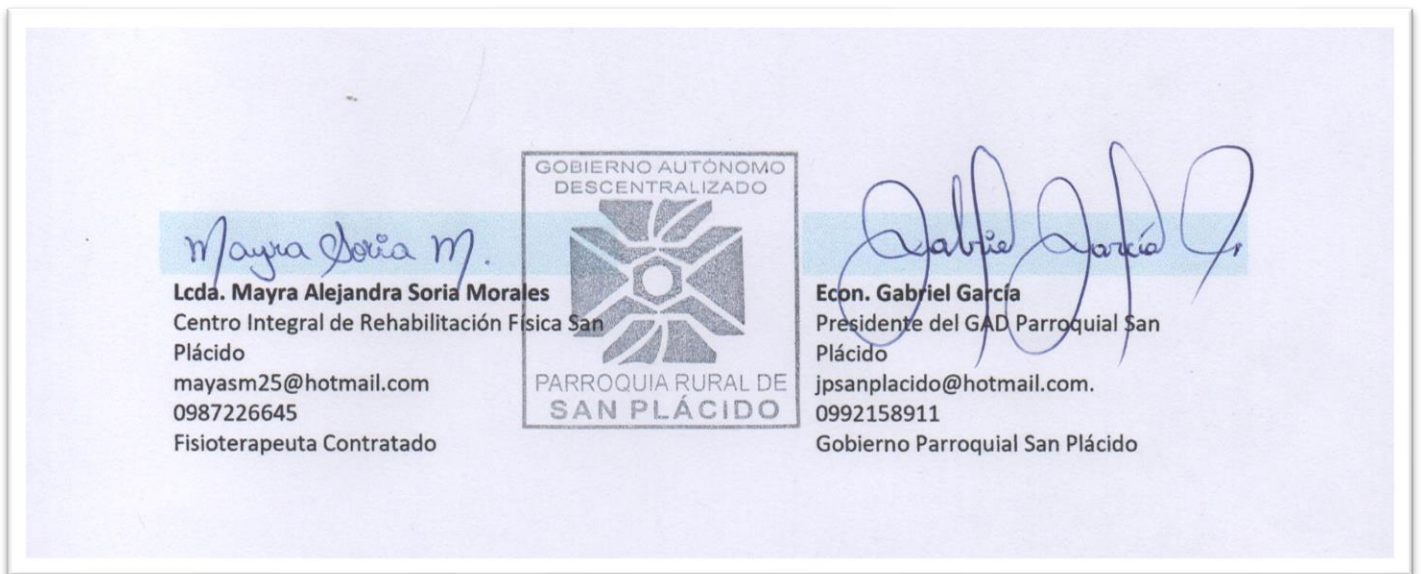 GOBIERNO AUTÓNOMO
DESCENTRALIZADO
PARROQUIA RURAL DE
SAN PLÁCIDO
Mayra Soria M.
Lcda. Mayra Alejandra Soria Morales
Centro Integral de Rehabilitación Física San
Plácido
mayasm25@hotmail.com
0987226645
Fisioterapeuta Contratado
Gabriel García
Econ. Gabriel García
Presidente del GAD Parroquial San
Plácido
jpsanplacido@hotmail.com.
0992158911
Gobierno Parroquial San Plácido